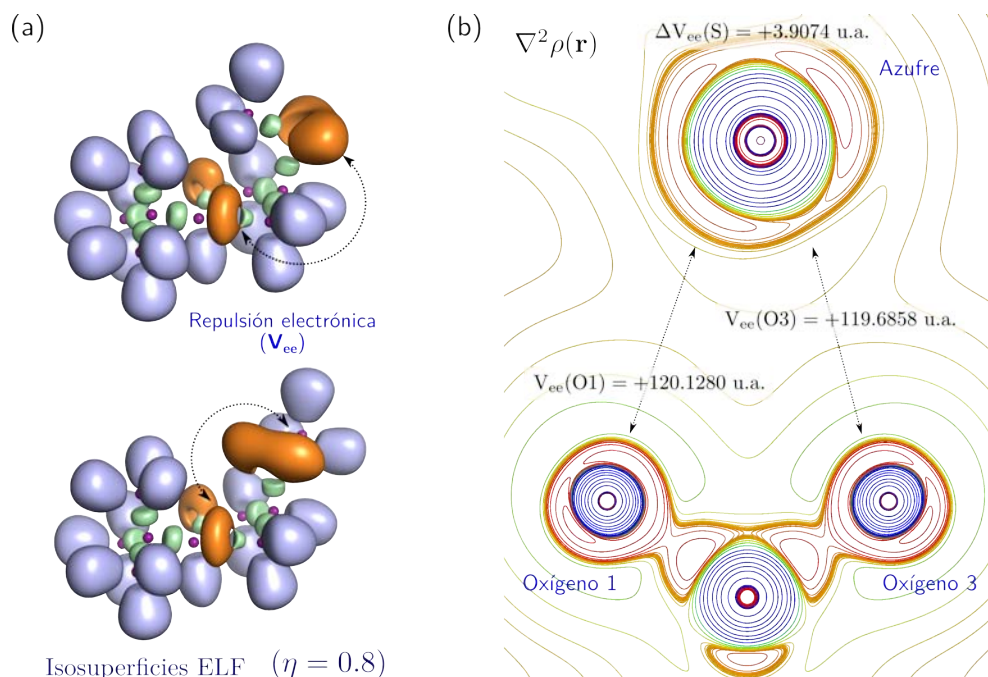 (a)
Repulsión electrónica
(V_ee)
Isosuperficies ELF (η = 0.8)
(b)
∇²ρ(r)
ΔV_ee(S) = +3.9074 u.a.
Azufre
V_ee(O3) = +119.6858 u.a.
V_ee(O1) = +120.1280 u.a.
Oxígeno 1
Oxígeno 3